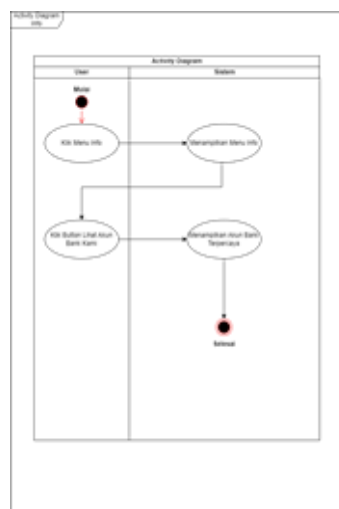 Activity Diagram
Info
Activity Diagram
User
Sistem
Mulai
Klik Menu Info
Menampilkan Menu Info
Klik Button Lihat Akun
Bank Kami
Menampilkan Akun Bank
Terpercaya
Selesai